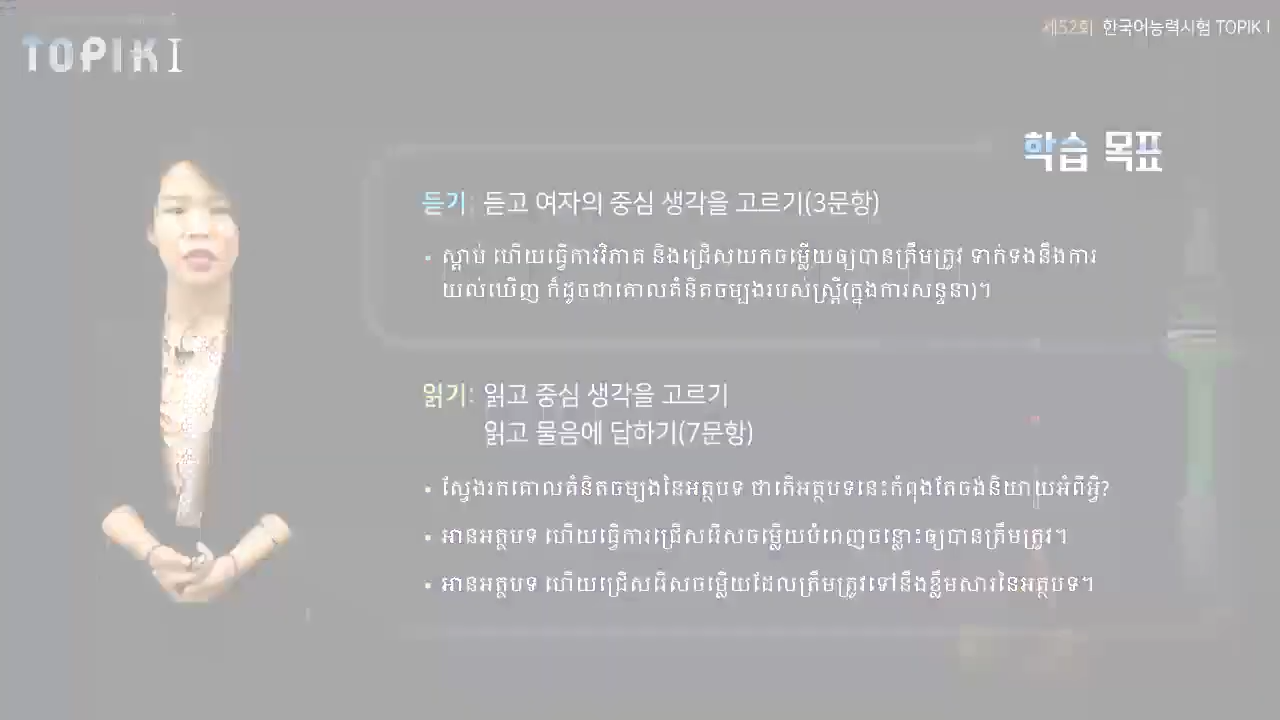 TOPIK I
제52회 한국어능력시험 TOPIK I
학습 목표
듣기: 듣고 여자의 중심 생각을 고르기(3문항)
• ស្តាប់ ហើយធ្វើការវិភាគ និងជ្រើសយកចម្លើយឲ្យបានត្រឹមត្រូវ ទាក់ទងនឹងការ
យល់ឃើញ ក៏ដូចជាគោលគំនិតចម្បងរបស់ស្ត្រី(ក្នុងការសន្ទនា)។
읽기: 읽고 중심 생각을 고르기
읽고 물음에 답하기(7문항)
• ស្វែងរកគោលគំនិតចម្បងនៃអត្ថបទ ថាតើអត្ថបទនេះកំពុងតែចង់និយាយអំពីអ្វី?
• អានអត្ថបទ ហើយធ្វើការជ្រើសរើសចម្លើយបំពេញចន្លោះឲ្យបានត្រឹមត្រូវ។
• អានអត្ថបទ ហើយជ្រើសរើសចម្លើយដែលត្រឹមត្រូវទៅនឹងខ្លឹមសារនៃអត្ថបទ។